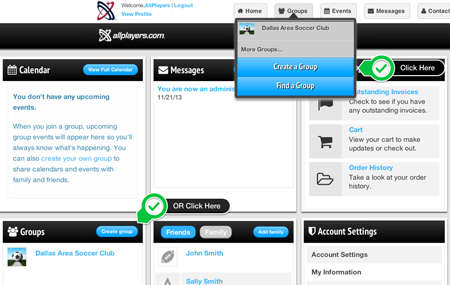 Welcome,AllPlayers | Logout
View Profile
Home
Groups
Events
Messages
Contact
allplayers.com
Dallas Area Soccer Club
More Groups...
Create a Group
Find a Group
Click Here
Calendar
View Full Calendar
You don't have any upcoming events.
When you join a group, upcoming
group events will appear here so you'll
always know what's happening. You
can also create your own group to
share calendars and events with
family and friends.
Messages
You are now an adminis
11/21/13
Outstanding Invoices
Check to see if you have
any outstanding invoices.
Cart
View your cart to make
updates or check out.
Order History
Take a look at your order
history.
OR Click Here
Groups
Create group
Dallas Area Soccer Club
Friends
Family
Add family
John Smith
Sally Smith
Account Settings
Account Settings
My Information